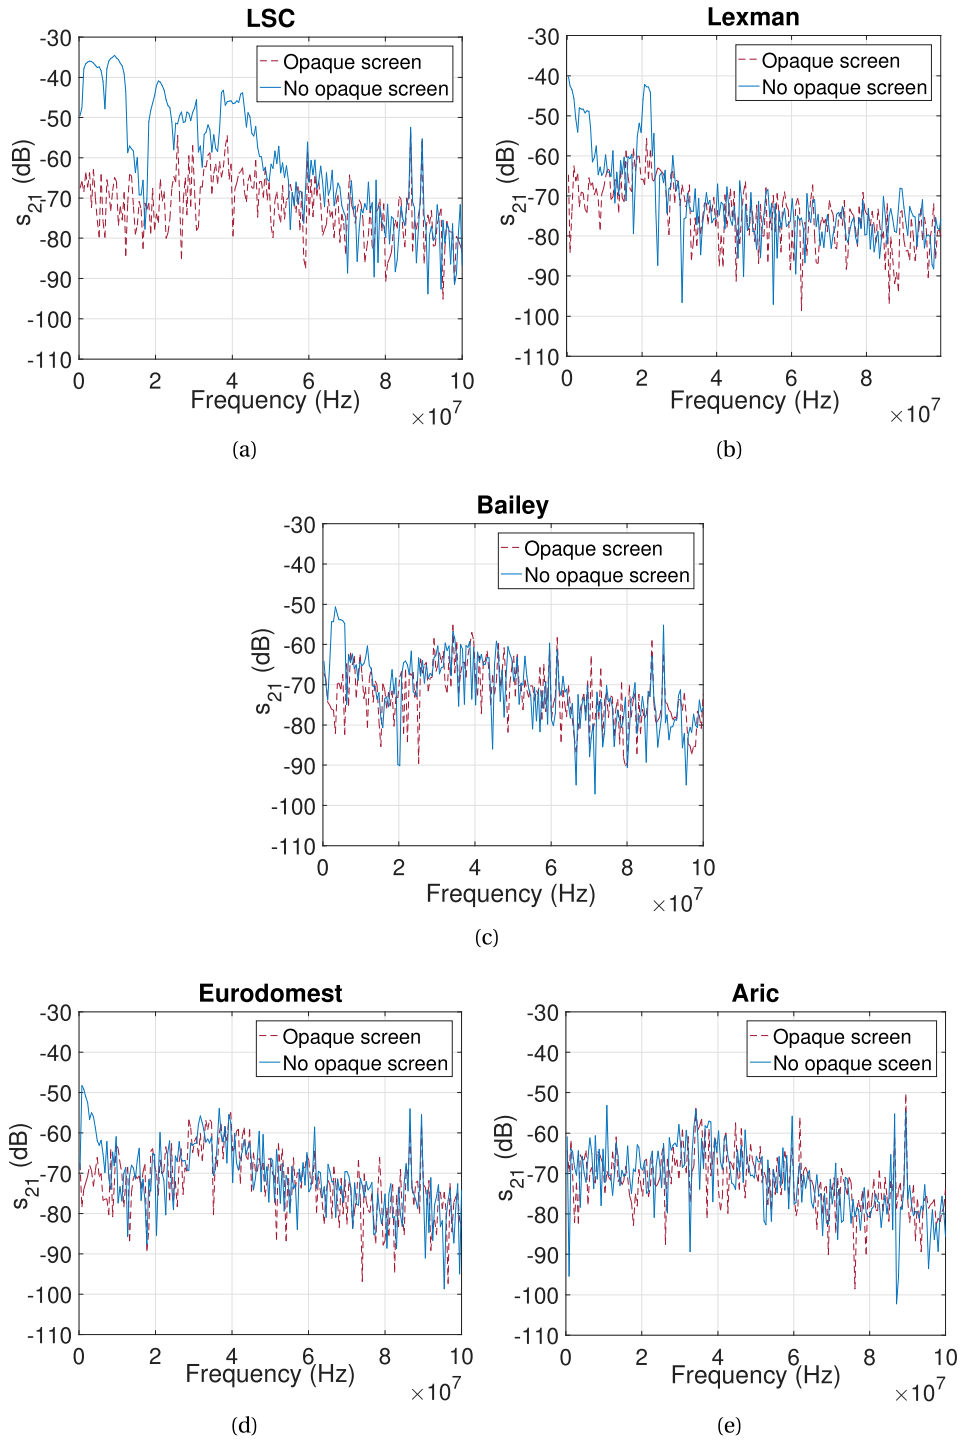 LSC
-30
-40
-50
-60
-70
-80
-90
-100
-110
s21 (dB)
Opaque screen
No opaque screen
0 2 4 6 8 10
Frequency (Hz)
×10^7
(a)
Lexman
-30
-40
-50
-60
-70
-80
-90
-100
-110
s21 (dB)
Opaque screen
No opaque screen
0 2 4 6 8
Frequency (Hz)
×10^7
(b)
Bailey
-30
-40
-50
-60
-70
-80
-90
-100
-110
s21 (dB)
Opaque screen
No opaque screen
0 2 4 6 8 10
Frequency (Hz)
×10^7
(c)
Eurodomest
-30
-40
-50
-60
-70
-80
-90
-100
-110
s21 (dB)
Opaque screen
No opaque screen
0 2 4 6 8 10
Frequency (Hz)
×10^7
(d)
Aric
-30
-40
-50
-60
-70
-80
-90
-100
-110
s21 (dB)
Opaque screen
No opaque sceen
0 2 4 6 8 10
Frequency (Hz)
×10^7
(e)